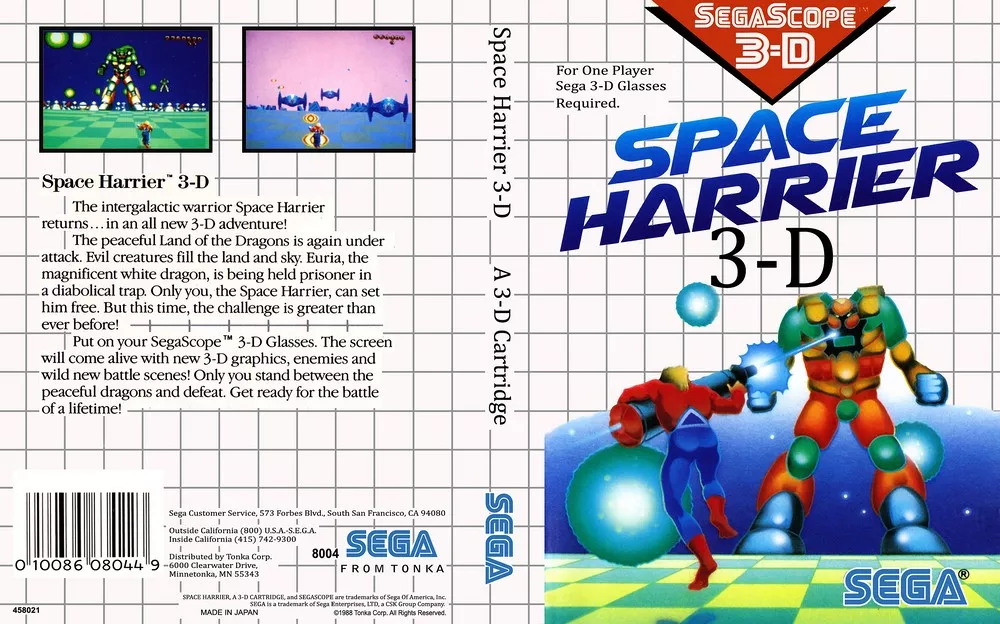 Space Harrier™ 3-D
The intergalactic warrior Space Harrier
returns...in an all new 3-D adventure!
The peaceful Land of the Dragons is again under
attack. Evil creatures fill the land and sky. Euria, the
magnificent white dragon, is being held prisoner in
a diabolical trap. Only you, the Space Harrier, can set
him free. But this time, the challenge is greater than
ever before!
Put on your SegaScope™ 3-D Glasses. The screen
will come alive with new 3-D graphics, enemies and
wild new battle scenes! Only you stand between the
peaceful dragons and defeat. Get ready for the battle
of a lifetime!
0 10086 08044 9
458021
Sega Customer Service, 573 Forbes Blvd., South San Francisco, CA 94080
Outside California (800) U.S.A.-S.E.G.A.
Inside California (415) 742-9300
Distributed by Tonka Corp.
6000 Clearwater Drive,
Minnetonka, MN 55343
8004 SEGA
FROM TONKA
SPACE HARRIER, A 3-D CARTRIDGE, and SEGASCOPE are trademarks of Sega Of America, Inc.
SEGA is a trademark of Sega Enterprises, LTD, a CSK Group Company.
MADE IN JAPAN
©1988 Tonka Corp. All Rights Reserved.
Space Harrier 3-D A 3-D Cartridge
SEGA
SEGASCOPE™
3-D
For One Player
Sega 3-D Glasses
Required.
SPACE
HARRIER
3-D
SEGA®